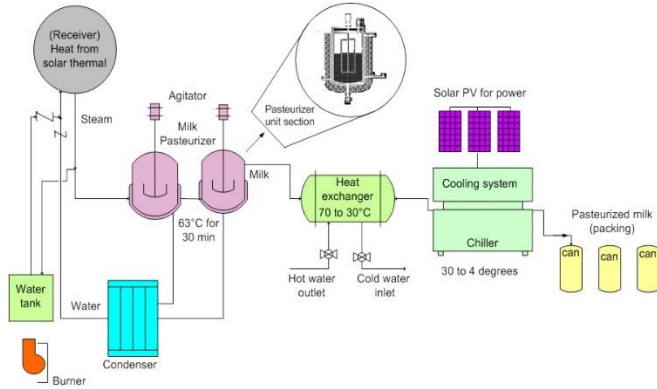 (Receiver)
Heat from
solar thermal
Steam
Agitator
Milk
Pasteurizer
Pasteurizer
unit section
Milk
63°C for
30 min
Heat
exchanger
70 to 30°C
Hot water
outlet
Cold water
inlet
Solar PV for power
Cooling system
Chiller
30 to 4 degrees
Pasteurized milk
(packing)
can
can
can
Water
tank
Water
Condenser
Burner